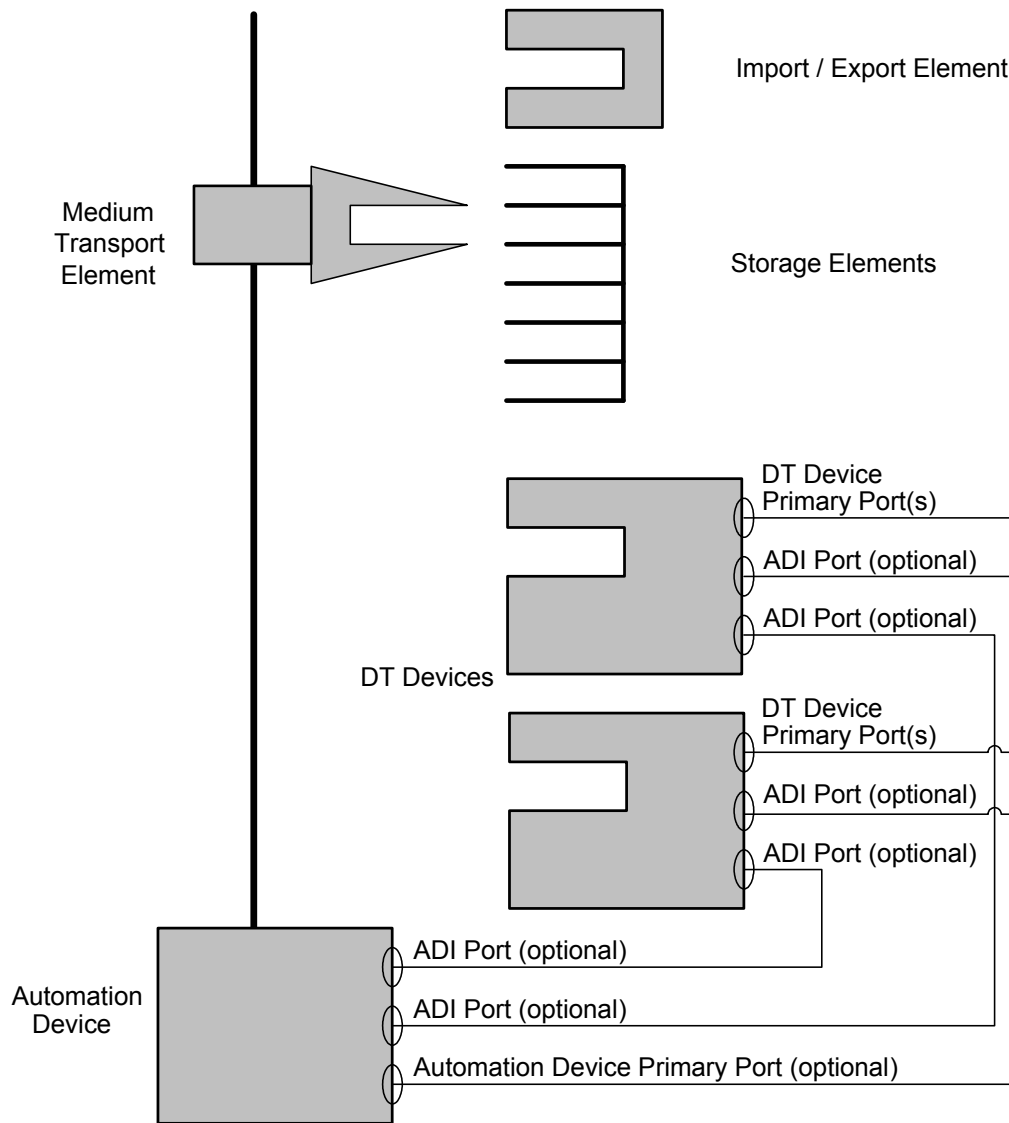 Import / Export Element
Medium
Transport
Element
Storage Elements
DT Device
Primary Port(s)
ADI Port (optional)
ADI Port (optional)
DT Devices
DT Device
Primary Port(s)
ADI Port (optional)
ADI Port (optional)
ADI Port (optional)
Automation
Device
ADI Port (optional)
Automation Device Primary Port (optional)